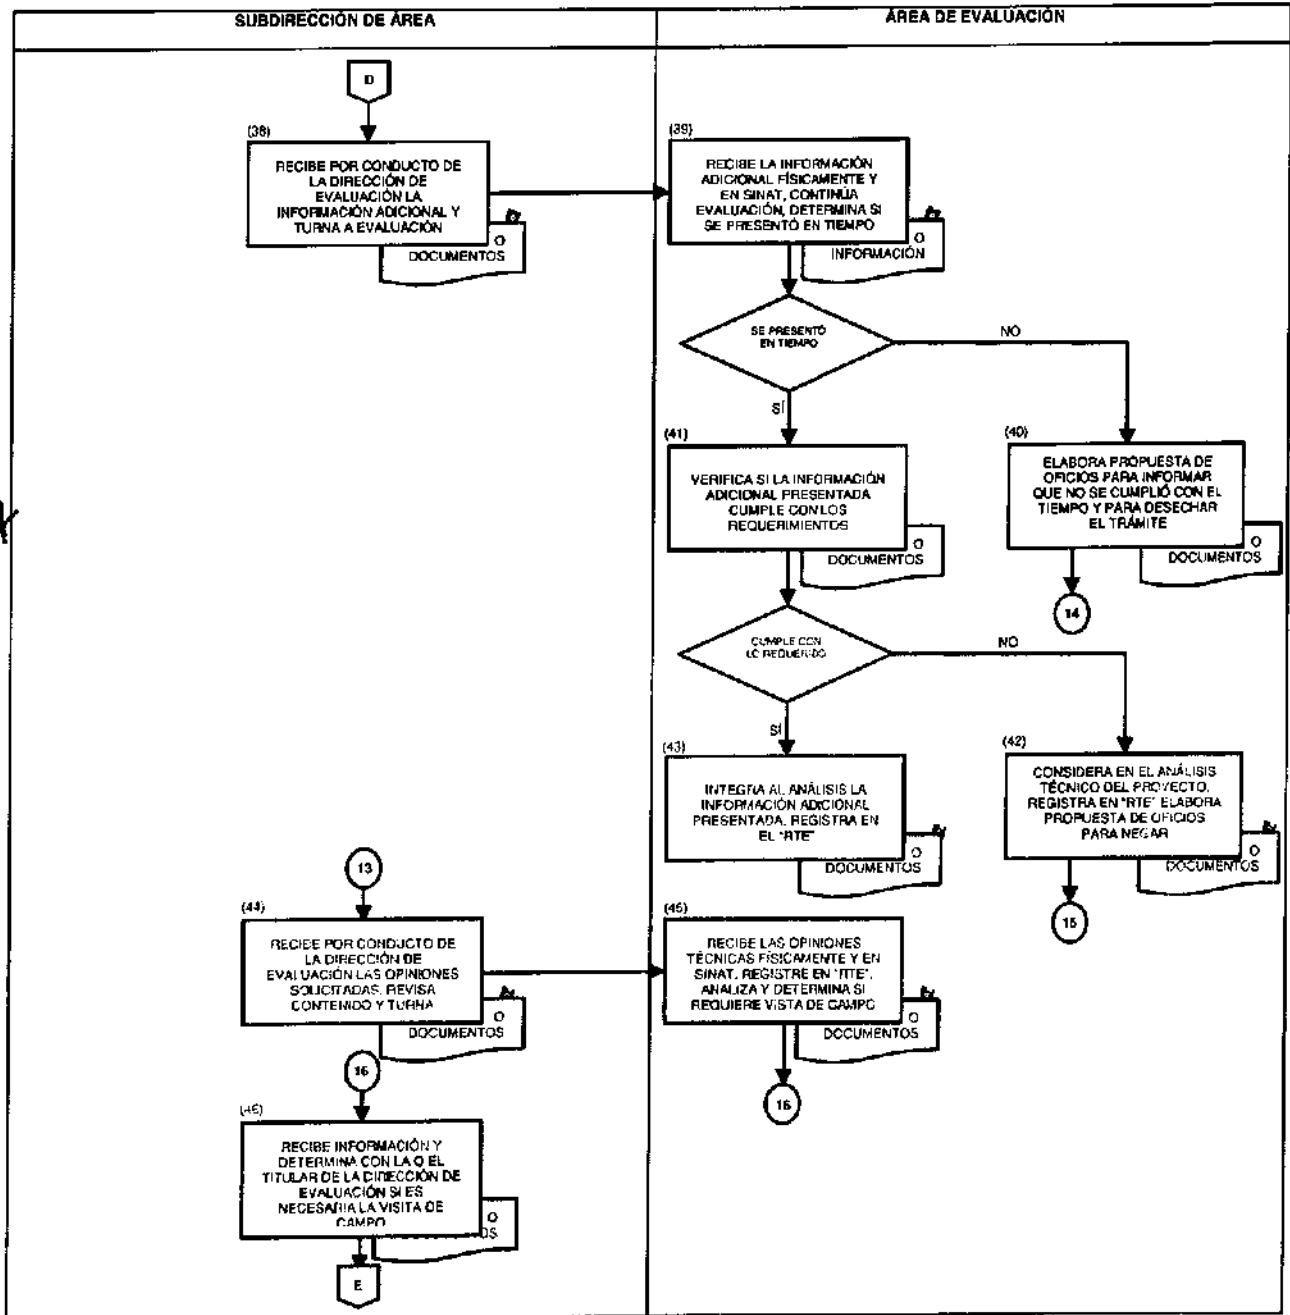 SUBDIRECCIÓN DE ÁREA
ÁREA DE EVALUACIÓN
D
(38)
RECIBE POR CONDUCTO DE
LA DIRECCIÓN DE
EVALUACIÓN LA
INFORMACIÓN ADICIONAL Y
TURNA A EVALUACIÓN
O
DOCUMENTOS
(39)
RECIBE LA INFORMACIÓN
ADICIONAL FÍSICAMENTE Y
EN SINAT, CONTINÚA
EVALUACIÓN, DETERMINA SI
SE PRESENTÓ EN TIEMPO
O
INFORMACIÓN
SE PRESENTÓ
EN TIEMPO
NO
SÍ
(41)
VERIFICA SI LA INFORMACIÓN
ADICIONAL PRESENTADA
CUMPLE CON LOS
REQUERIMIENTOS
O
DOCUMENTOS
(40)
ELABORA PROPUESTA DE
OFICIOS PARA INFORMAR
QUE NO SE CUMPLIÓ CON EL
TIEMPO Y PARA DESECHAR
EL TRÁMITE
O
DOCUMENTOS
14
CUMPLE CON
LO REQUERIDO
NO
SÍ
(43)
INTEGRA AL ANÁLISIS LA
INFORMACIÓN ADICIONAL
PRESENTADA, REGISTRA EN
EL "RTE"
O
DOCUMENTOS
(42)
CONSIDERA EN EL ANÁLISIS
TÉCNICO DEL PROYECTO,
REGISTRA EN "RTE" ELABORA
PROPUESTA DE OFICIOS
PARA NEGAR
O
DOCUMENTOS
15
13
(44)
RECIBE POR CONDUCTO DE
LA DIRECCIÓN DE
EVALUACIÓN LAS OPINIONES
SOLICITADAS, REVISA
CONTENIDO Y TURNA
O
DOCUMENTOS
(45)
RECIBE LAS OPINIONES
TÉCNICAS FÍSICAMENTE Y EN
SINAT, REGISTRE EN "RTE",
ANALIZA Y DETERMINA SI
REQUIERE VISTA DE CAMPO
O
DOCUMENTOS
16
16
(46)
RECIBE INFORMACIÓN Y
DETERMINA CON LA O EL
TITULAR DE LA DIRECCIÓN DE
EVALUACIÓN SI ES
NECESARIA LA VISITA DE
CAMPO
O
OS
E